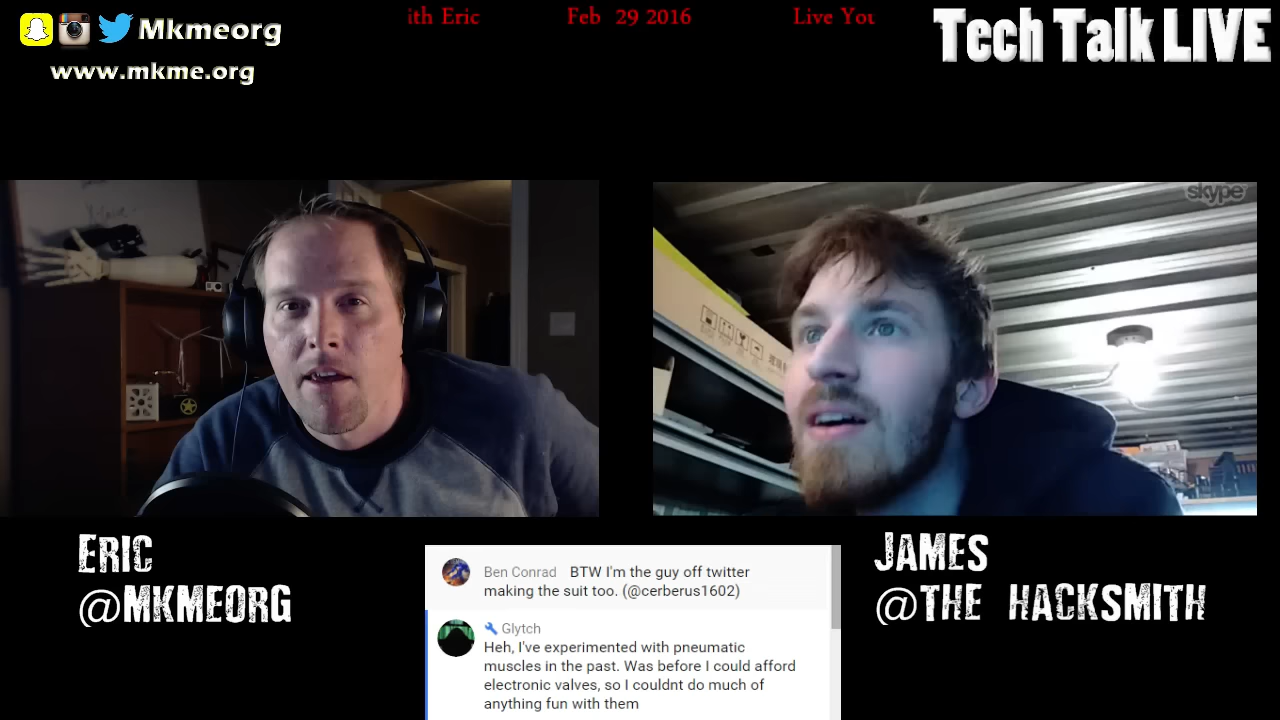 Mkmeorg
www.mkme.org
ith Eric Feb 29 2016 Live You
Tech Talk LIVE
skype
ERIC
@MKMEORG
JAMES
@THE HACKSMITH
Ben Conrad BTW I'm the guy off twitter
making the suit too. (@cerberus1602)
Glytch
Heh, I've experimented with pneumatic
muscles in the past. Was before I could afford
electronic valves, so I couldnt do much of
anything fun with them